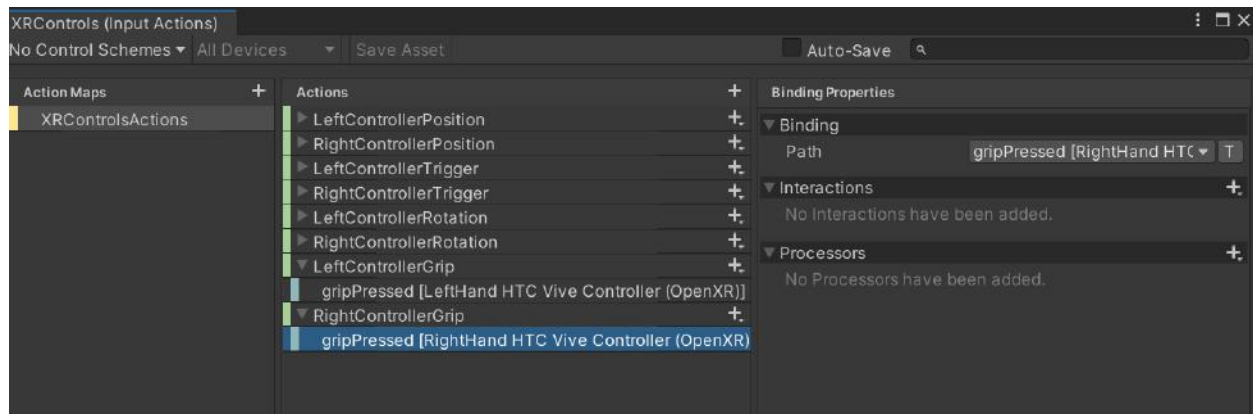 XRControls (Input Actions)
No Control Schemes All Devices Save Asset Auto-Save
Action Maps
XRControlsActions
Actions
LeftControllerPosition
RightControllerPosition
LeftControllerTrigger
RightControllerTrigger
LeftControllerRotation
RightControllerRotation
LeftControllerGrip
gripPressed [LeftHand HTC Vive Controller (OpenXR)]
RightControllerGrip
gripPressed [RightHand HTC Vive Controller (OpenXR)
Binding Properties
Binding
Path gripPressed [RightHand HTC T
Interactions
No Interactions have been added.
Processors
No Processors have been added.